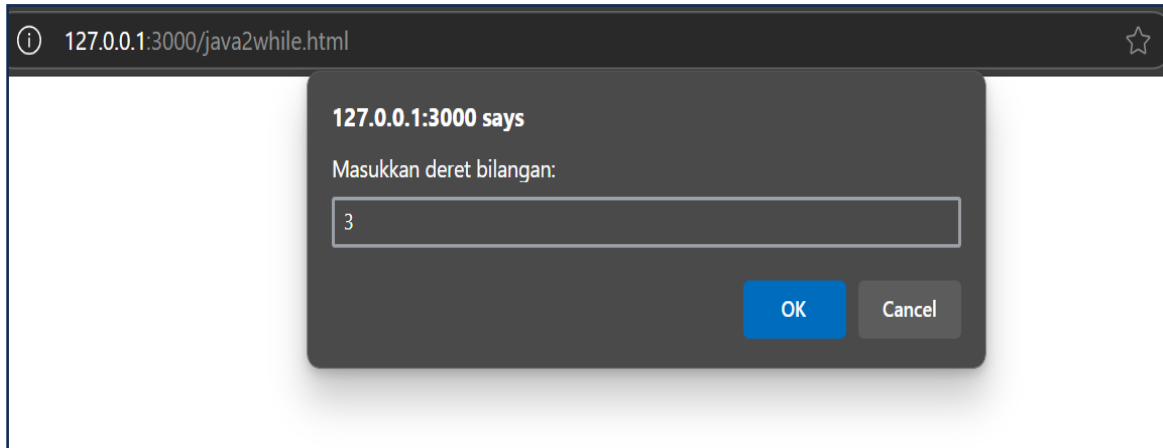 127.0.0.1:3000/java2while.html
127.0.0.1:3000 says
Masukkan deret bilangan:
3
OK Cancel